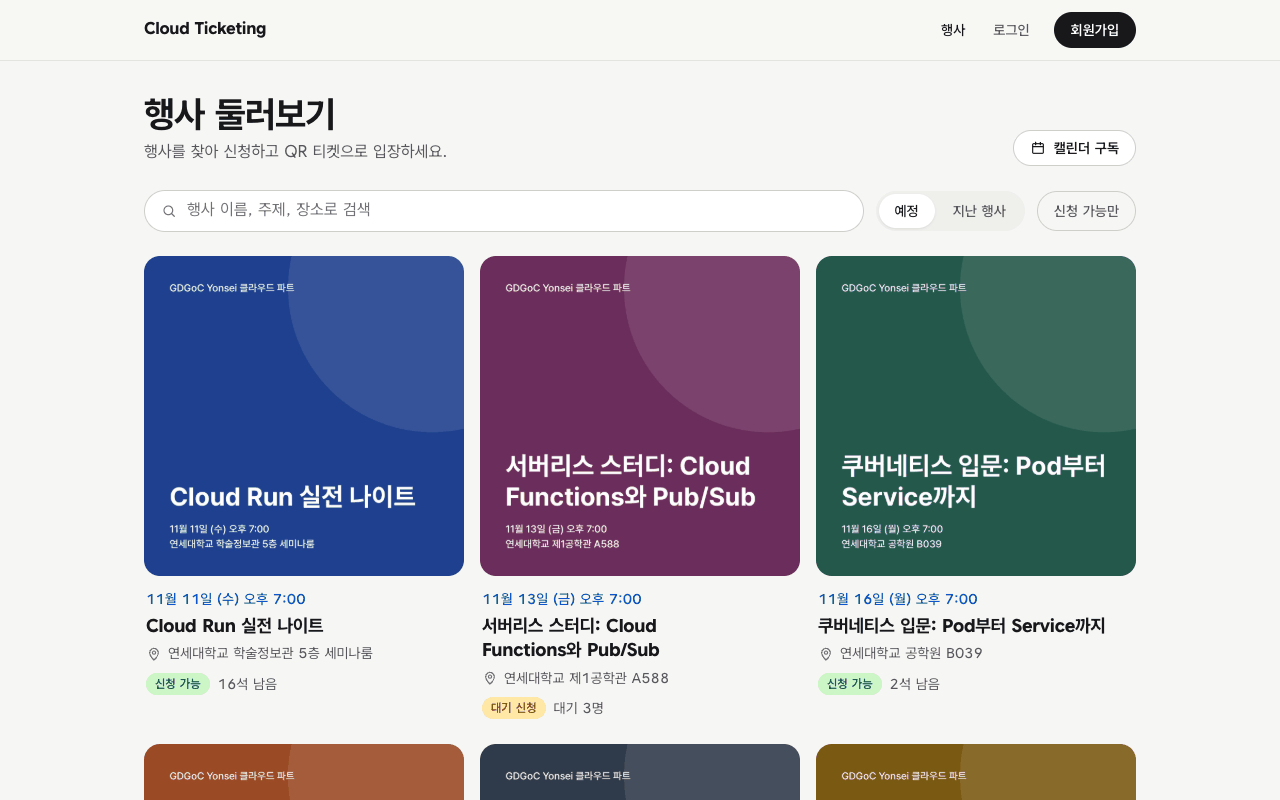 Cloud Ticketing
행사
로그인
회원가입
행사 둘러보기
행사를 찾아 신청하고 QR 티켓으로 입장하세요.
캘린더 구독
행사 이름, 주제, 장소로 검색
예정
지난 행사
신청 가능만
GDGoC Yonsei 클라우드 파트
Cloud Run 실전 나이트
11월 11일 (수) 오후 7:00
연세대학교 학술정보관 5층 세미나룸
11월 11일 (수) 오후 7:00
Cloud Run 실전 나이트
연세대학교 학술정보관 5층 세미나룸
신청 가능
16석 남음
GDGoC Yonsei 클라우드 파트
서버리스 스터디: Cloud
Functions와 Pub/Sub
11월 13일 (금) 오후 7:00
연세대학교 제1공학관 A588
11월 13일 (금) 오후 7:00
서버리스 스터디: Cloud
Functions와 Pub/Sub
연세대학교 제1공학관 A588
대기 신청
대기 3명
GDGoC Yonsei 클라우드 파트
쿠버네티스 입문: Pod부터
Service까지
11월 16일 (월) 오후 7:00
연세대학교 공학원 B039
11월 16일 (월) 오후 7:00
쿠버네티스 입문: Pod부터 Service까지
연세대학교 공학원 B039
신청 가능
2석 남음
GDGoC Yonsei 클라우드 파트
GDGoC Yonsei 클라우드 파트
GDGoC Yonsei 클라우드 파트